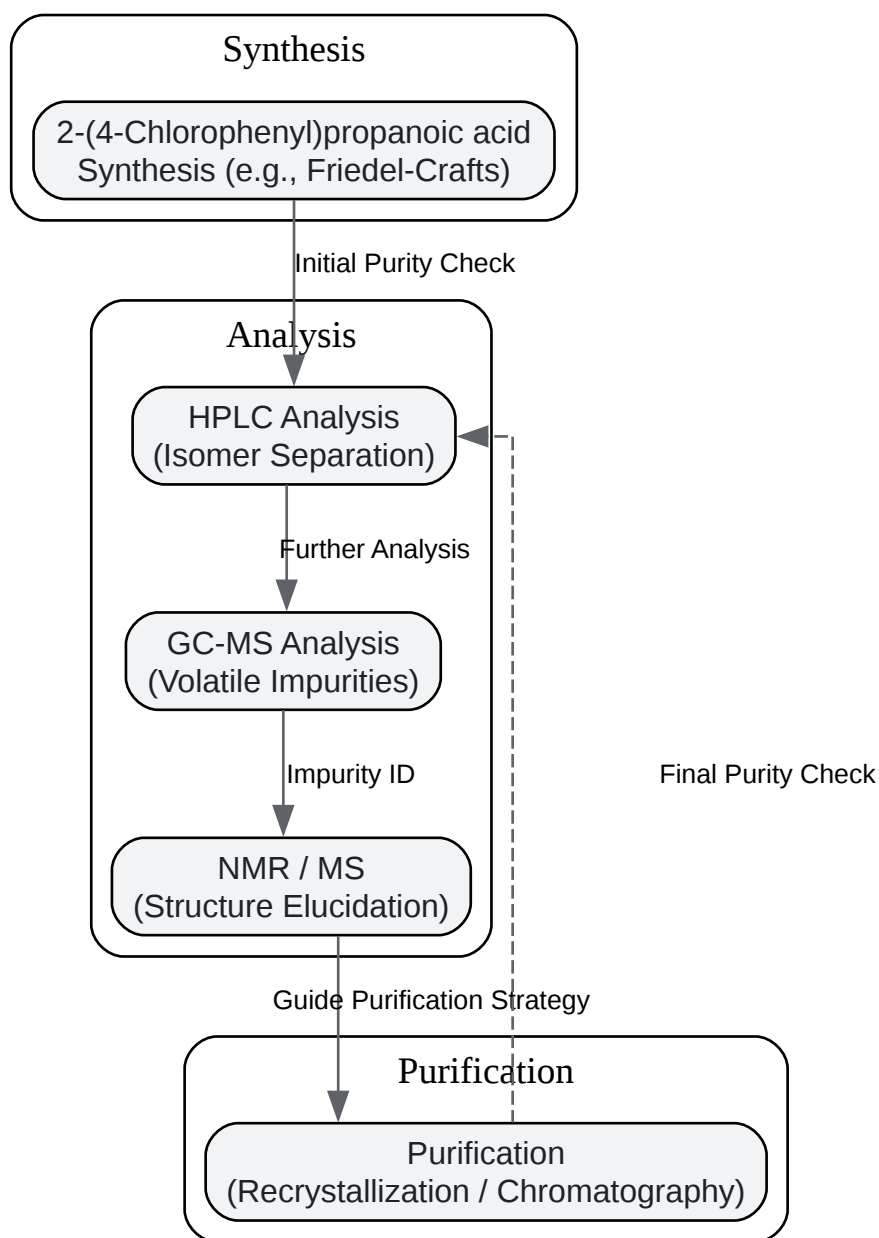 Synthesis
2-(4-Chlorophenyl)propanoic acid
Synthesis (e.g., Friedel-Crafts)
Initial Purity Check
Analysis
HPLC Analysis
(Isomer Separation)
Further Analysis
GC-MS Analysis
(Volatile Impurities)
Impurity ID
Final Purity Check
NMR / MS
(Structure Elucidation)
Guide Purification Strategy
Purification
Purification
(Recrystallization / Chromatography)